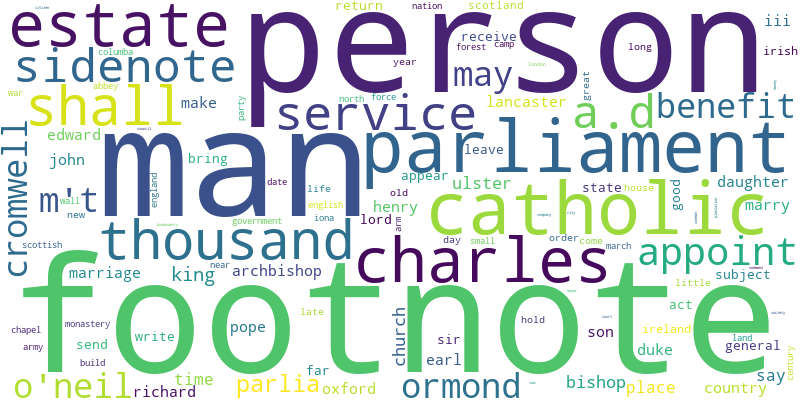 return nation scotland
estate person iii
columbia receive forest camp long irish
sidenote abbey may year
war shall make party service north force lancaster great a.d benefit
edward man parliament
cromwell john bring leave
m't date life appear ulster state house good daughter
wall new england english old henry marry
thousand iona lord catholic
scottish government arm day small order come march appoint
near charles
marriage king archbishop subject
footnote little
late act
chapel monastery write pope hold church sir son ireland
army send earl duke general land
build far say century
o'neil time parlia oxford ormond bishop place country
richard